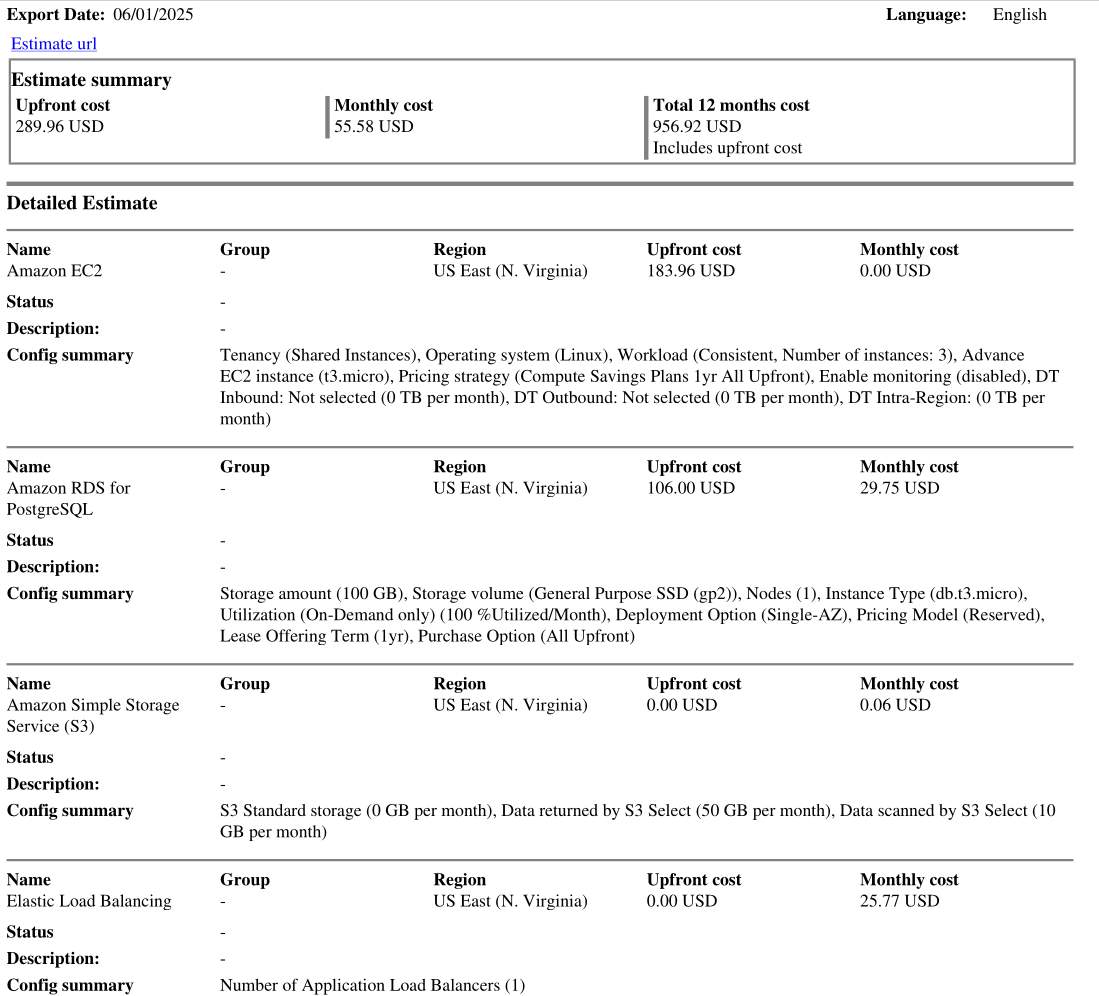 Export Date: 06/01/2025 Language: English
Estimate url
Estimate summary
Upfront cost Monthly cost Total 12 months cost
289.96 USD 55.58 USD 956.92 USD
Includes upfront cost
Detailed Estimate
Name Group Region Upfront cost Monthly cost
Amazon EC2 - US East (N. Virginia) 183.96 USD 0.00 USD
Status -
Description: -
Config summary Tenancy (Shared Instances), Operating system (Linux), Workload (Consistent, Number of instances: 3), Advance
EC2 instance (t3.micro), Pricing strategy (Compute Savings Plans 1yr All Upfront), Enable monitoring (disabled), DT
Inbound: Not selected (0 TB per month), DT Outbound: Not selected (0 TB per month), DT Intra-Region: (0 TB per
month)
Name Group Region Upfront cost Monthly cost
Amazon RDS for - US East (N. Virginia) 106.00 USD 29.75 USD
PostgreSQL
Status -
Description: -
Config summary Storage amount (100 GB), Storage volume (General Purpose SSD (gp2)), Nodes (1), Instance Type (db.t3.micro),
Utilization (On-Demand only) (100 %Utilized/Month), Deployment Option (Single-AZ), Pricing Model (Reserved),
Lease Offering Term (1yr), Purchase Option (All Upfront)
Name Group Region Upfront cost Monthly cost
Amazon Simple Storage - US East (N. Virginia) 0.00 USD 0.06 USD
Service (S3)
Status -
Description: -
Config summary S3 Standard storage (0 GB per month), Data returned by S3 Select (50 GB per month), Data scanned by S3 Select (10
GB per month)
Name Group Region Upfront cost Monthly cost
Elastic Load Balancing - US East (N. Virginia) 0.00 USD 25.77 USD
Status -
Description: -
Config summary Number of Application Load Balancers (1)